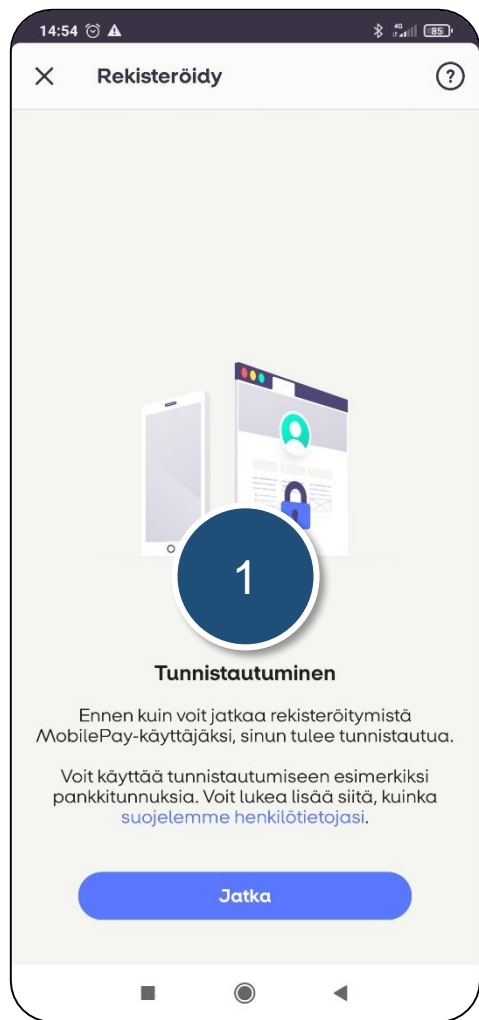 14:54
4G
85
Rekisteröidy
?
1
Tunnistautuminen
Ennen kuin voit jatkaa rekisteröitymistä
MobilePay-käyttäjäksi, sinun tulee tunnistautua.
Voit käyttää tunnistautumiseen esimerkiksi
pankkitunnuksia. Voit lukea lisää siitä, kuinka
suojelemme henkilötietojasi.
Jatka